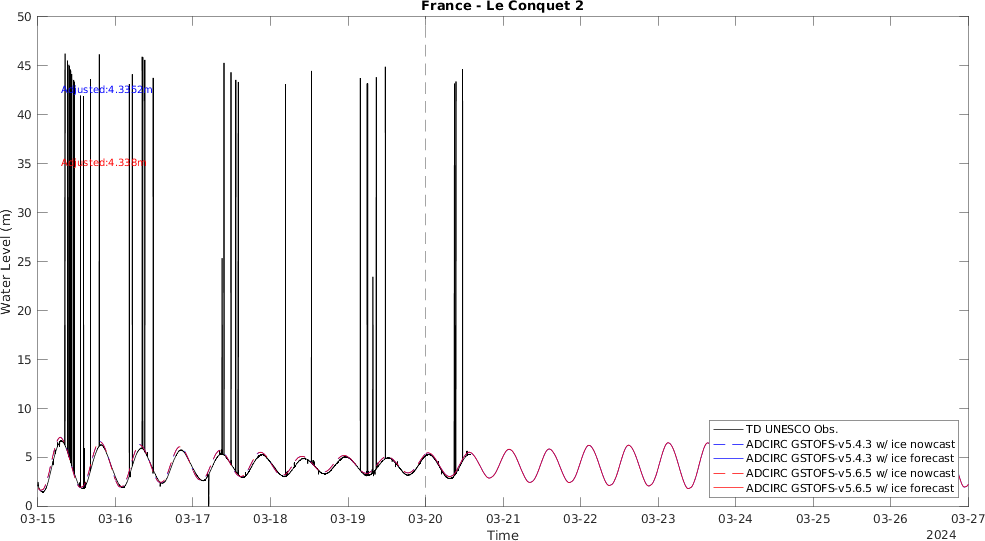 France - Le Conquet 2
50
45
40
35
30
25
20
15
10
5
0
Water Level (m)
Adjusted:4.3362m
Adjusted:4.338m
TD UNESCO Obs.
ADCIRC GSTOFS-v5.4.3 w/ ice nowcast
ADCIRC GSTOFS-v5.4.3 w/ ice forecast
ADCIRC GSTOFS-v5.6.5 w/ ice nowcast
ADCIRC GSTOFS-v5.6.5 w/ ice forecast
03-15 03-16 03-17 03-18 03-19 03-20 03-21 03-22 03-23 03-24 03-25 03-26 03-27
Time
2024